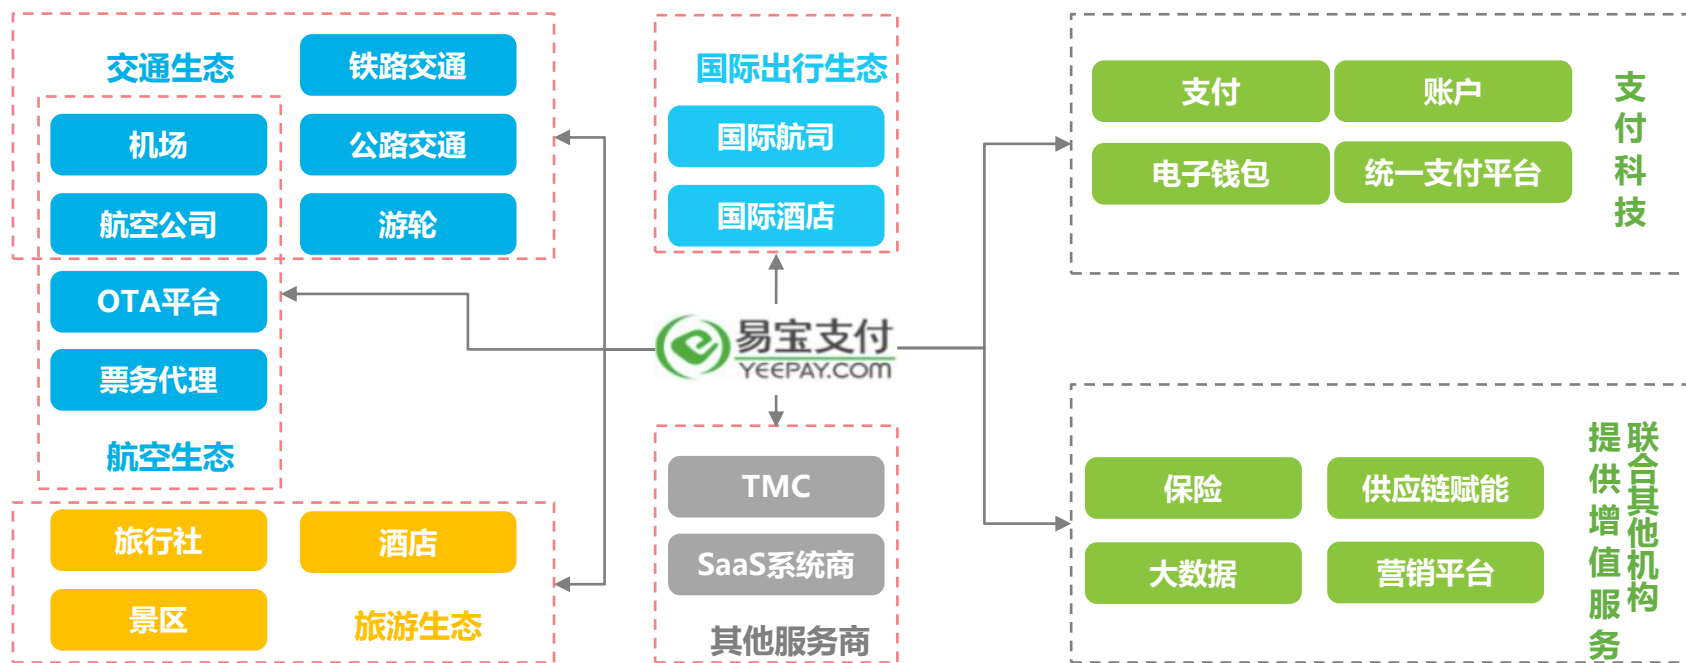 交通生态
铁路交通
机场
公路交通
航空公司
游轮
OTA平台
票务代理
航空生态
旅行社
酒店
景区
旅游生态
国际出行生态
国际航司
国际酒店
易宝支付
YEEPAY.COM
TMC
SaaS系统商
其他服务商
支付
账户
电子钱包
统一支付平台
支付科技
保险
供应链赋能
大数据
营销平台
联合其他机构
提供增值服务